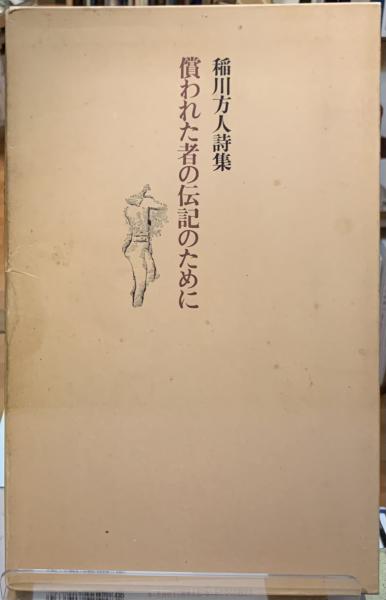 稲川方人詩集
償われた者の伝記のために